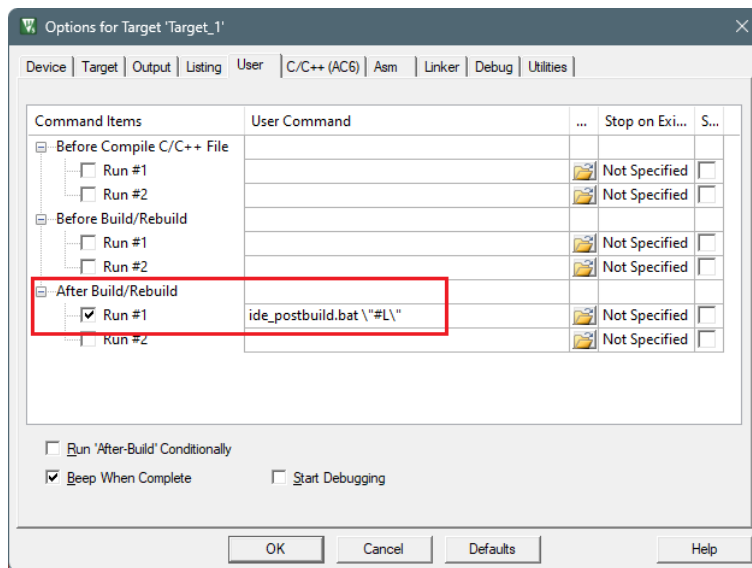 Options for Target 'Target_1'
Device Target Output Listing User C/C++ (AC6) Asm Linker Debug Utilities
Command Items User Command ... Stop on Exi... S...
Before Compile C/C++ File
Run #1 Not Specified
Run #2 Not Specified
Before Build/Rebuild
Run #1 Not Specified
Run #2 Not Specified
After Build/Rebuild
Run #1 ide_postbuild.bat \"#L\" Not Specified
Run #2 Not Specified
Run 'After-Build' Conditionally
Beep When Complete Start Debugging
OK Cancel Defaults Help